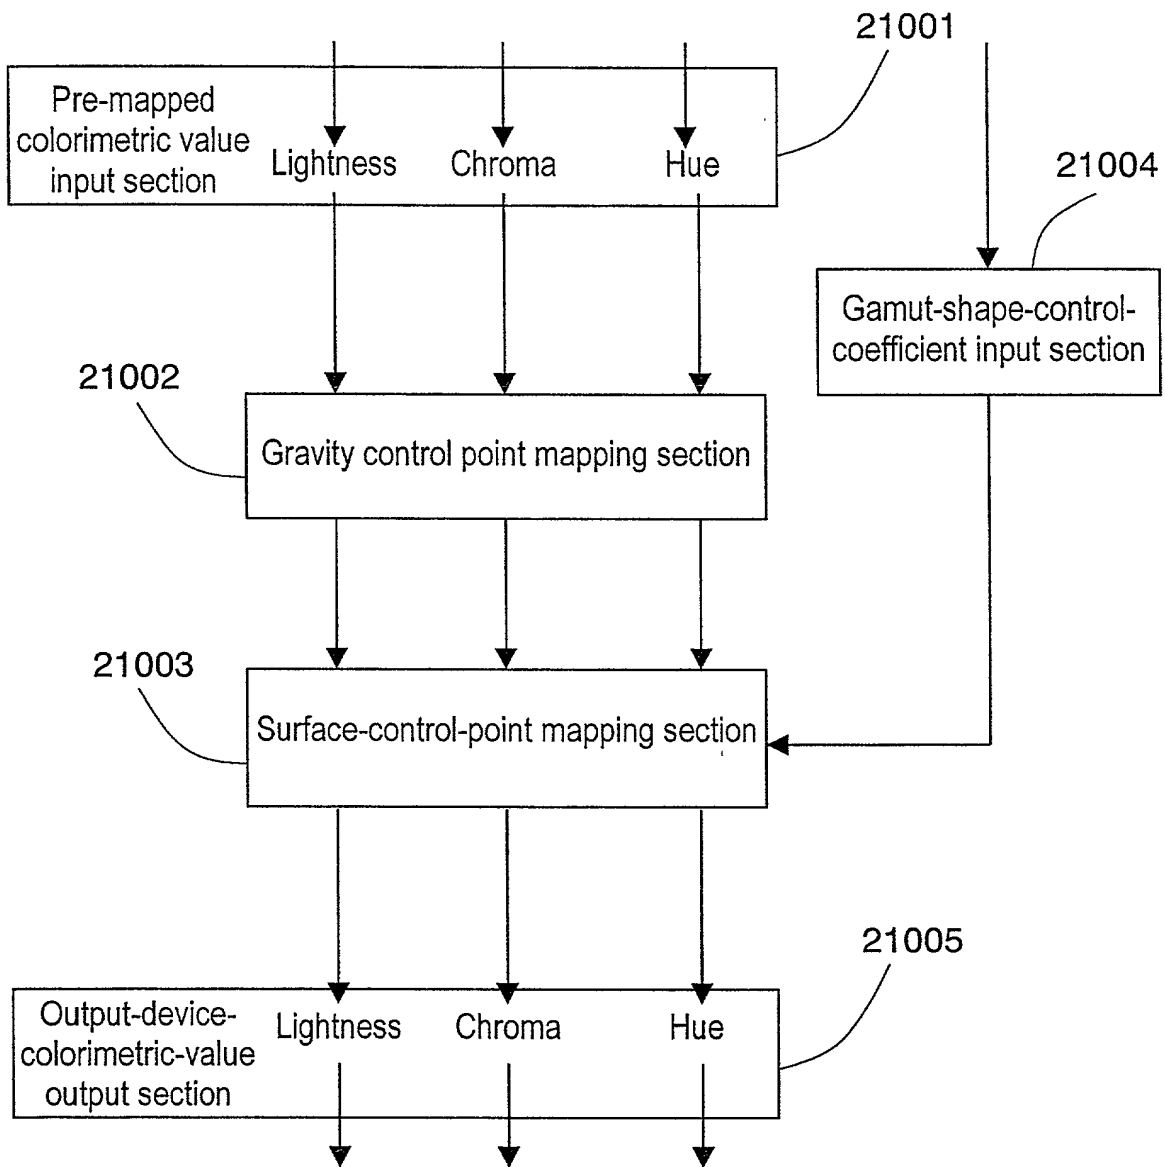 21001
Pre-mapped
colorimetric value
input section
Lightness
Chroma
Hue
21004
Gamut-shape-control-
coefficient input section
21002
Gravity control point mapping section
21003
Surface-control-point mapping section
21005
Output-device-
colorimetric-value
output section
Lightness
Chroma
Hue